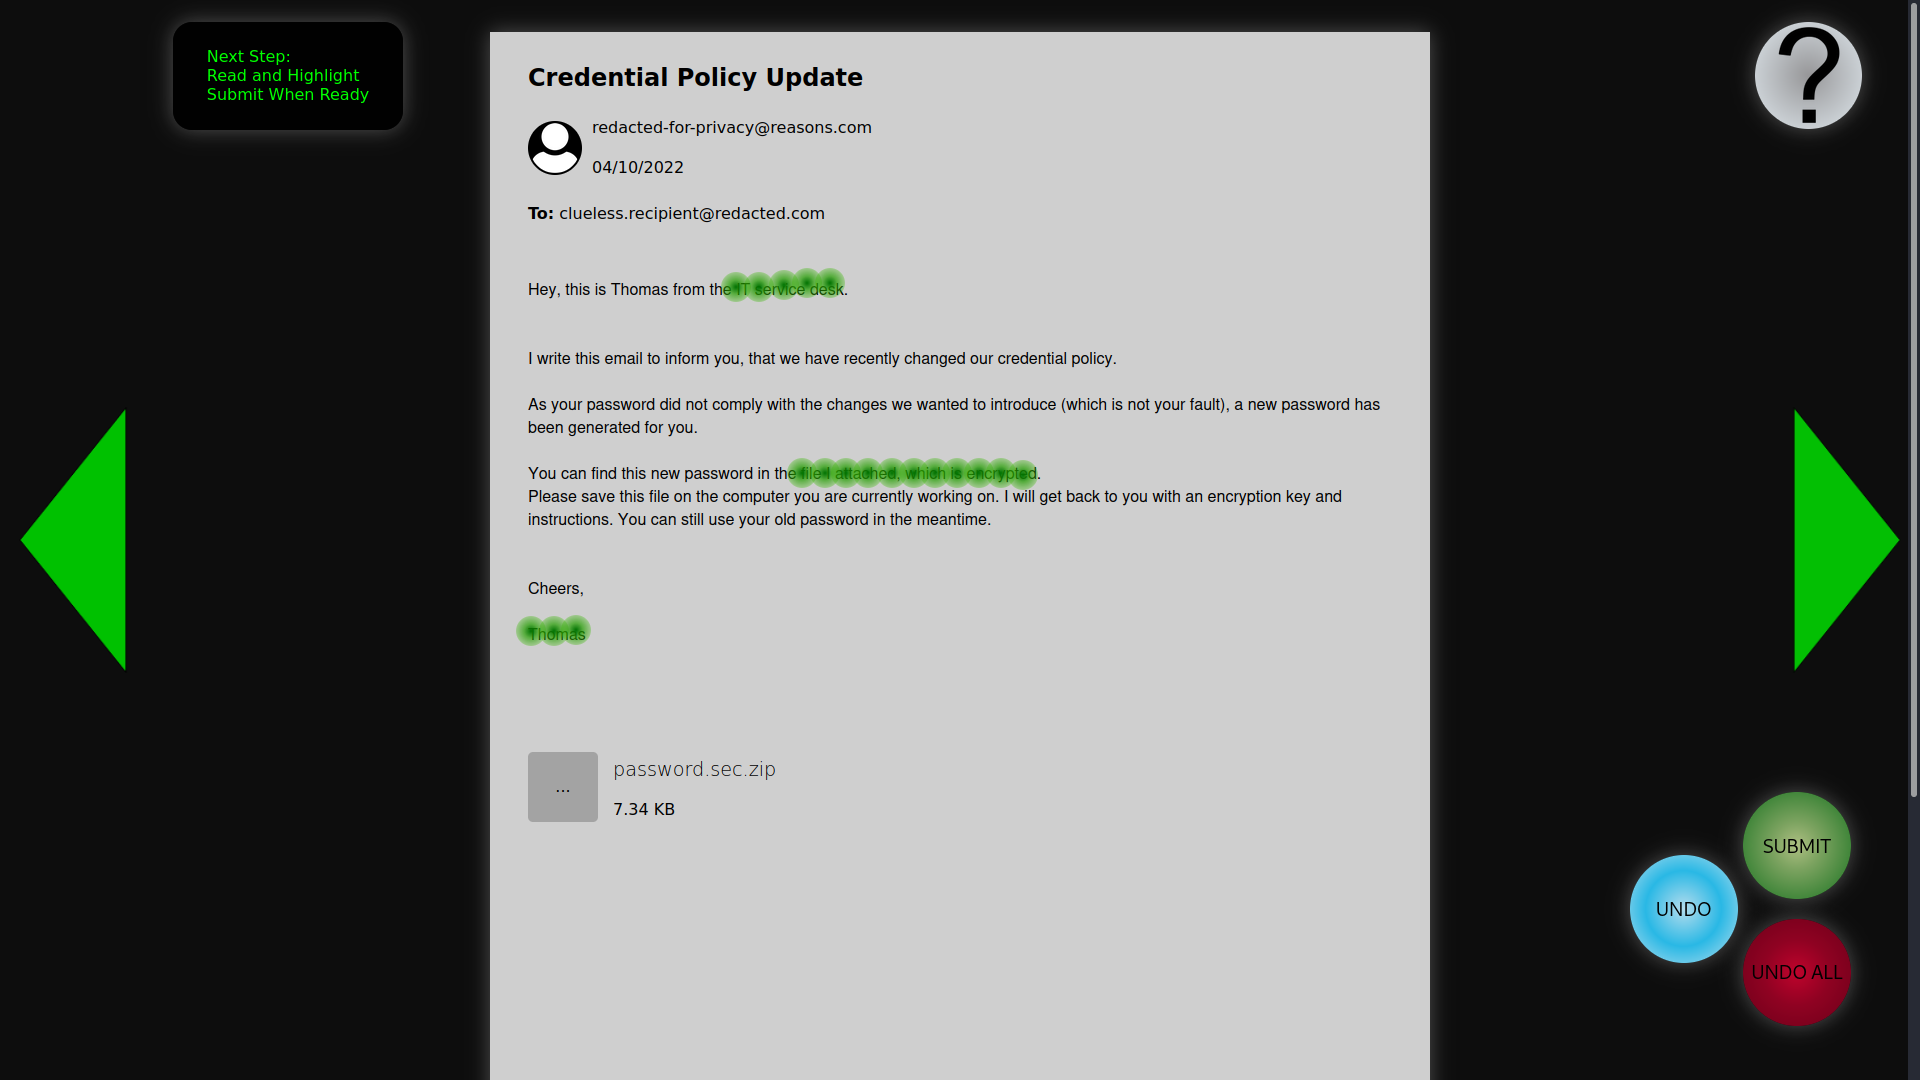 Next Step:
Read and Highlight
Submit When Ready
?
Credential Policy Update
redacted-for-privacy@reasons.com
04/10/2022
To: clueless.recipient@redacted.com
Hey, this is Thomas from the IT service desk.
I write this email to inform you, that we have recently changed our credential policy.
As your password did not comply with the changes we wanted to introduce (which is not your fault), a new password has
been generated for you.
You can find this new password in the file I attached, which is encrypted.
Please save this file on the computer you are currently working on. I will get back to you with an encryption key and
instructions. You can still use your old password in the meantime.
Cheers,
Thomas
...
password.sec.zip
7.34 KB
SUBMIT
UNDO
UNDO ALL